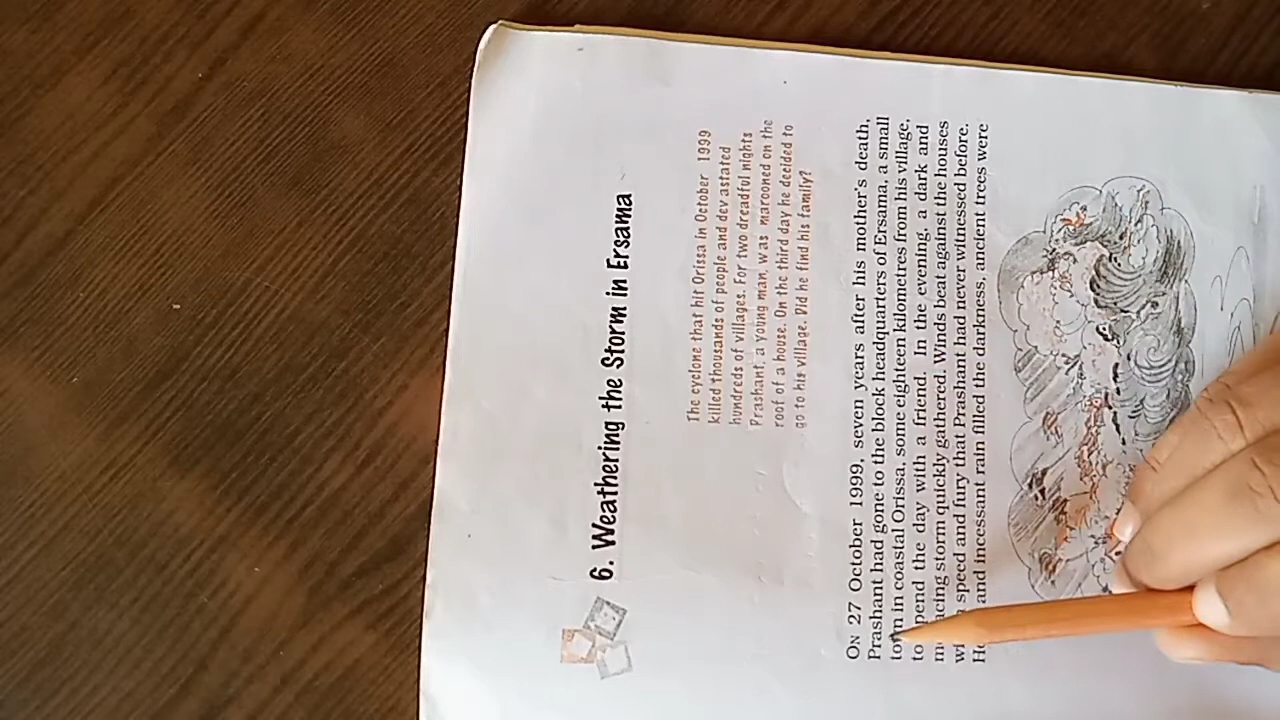 6. Weathering the Storm in Ersama
The cyclone that hit Orissa in October 1999
killed thousands of people and devastated
hundreds of villages. For two dreadful nights
Prashant, a young man, was marooned on the
roof of a house. On the third day he decided to
go to his village. Did he find his family?
ON 27 October 1999, seven years after his mother's death,
Prashant had gone to the block headquarters of Ersama, a small
in coastal Orissa, some eighteen kilometres from his village,
to spend the day with a friend. In the evening, a dark and
storm quickly gathered. Winds beat against the houses
speed and fury that Prashant had never witnessed before.
and incessant rain filled the darkness, ancient trees were